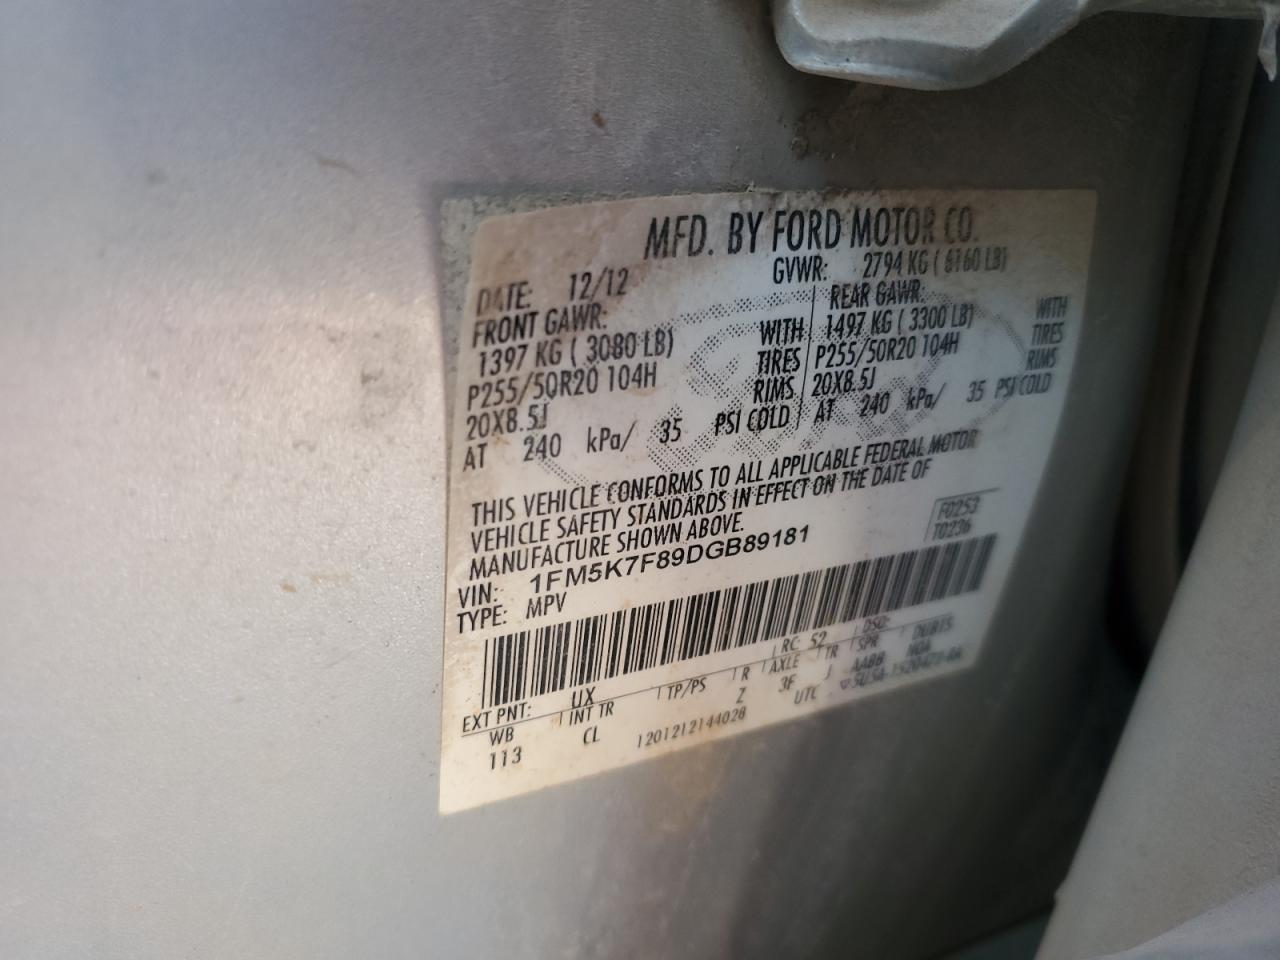 MFD. BY FORD MOTOR CO.
DATE: 12/12 GVWR: 2794 KG ( 6160 LB)
FRONT GAWR: REAR GAWR:
1397 KG ( 3080 LB) WITH 1497 KG ( 3300 LB) WITH
P255/50R20 104H TIRES P255/50R20 104H TIRES
20X8.5J RIMS 20X8.5J RIMS
AT 240 kPa/ 35 PSI COLD AT 240 kPa/ 35 PSI COLD
THIS VEHICLE CONFORMS TO ALL APPLICABLE FEDERAL MOTOR
VEHICLE SAFETY STANDARDS IN EFFECT ON THE DATE OF
MANUFACTURE SHOWN ABOVE.
F0253
T0236
VIN: 1FM5K7F89DGB89181
TYPE: MPV
EXT PNT: UX RC: 52 DSO:
WB INT TR TP/PS R AXLE TR SPR DUB15
113 CL Z 3F J AABB NOA
1201212144028 UTC